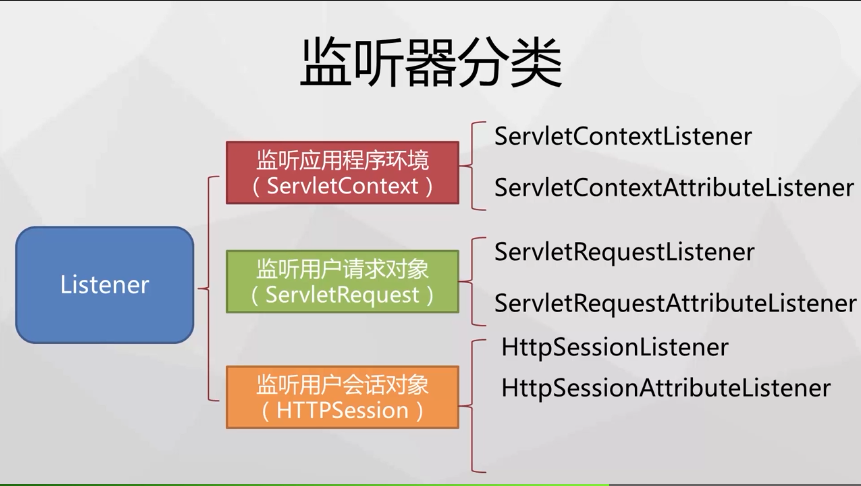 监听器分类
Listener
监听应用程序环境
（ServletContext）
ServletContextListener
ServletContextAttributeListener
监听用户请求对象
（ServletRequest）
ServletRequestListener
ServletRequestAttributeListener
监听用户会话对象
（HTTPSession）
HttpSessionListener
HttpSessionAttributeListener